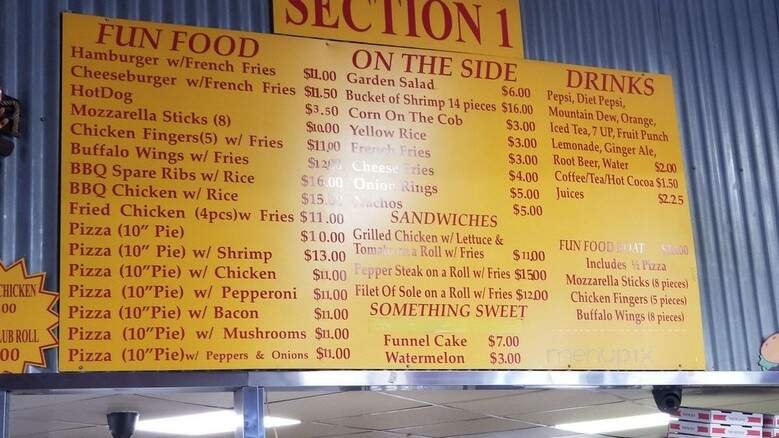 SECTION 1
FUN FOOD
Hamburger w/French Fries $11.00
Cheeseburger w/French Fries $11.50
HotDog $3.50
Mozzarella Sticks (8) $10.00
Chicken Fingers(5) w/ Fries $11,00
Buffalo Wings w/ Fries
BBQ Spare Ribs w/ Rice $16.00
BBQ Chicken w/ Rice
Fried Chicken (4pcs)w Fries $11.00
Pizza (10" Pie) $10.00
Pizza (10" Pie) w/ Shrimp $13.00
Pizza (10"Pie) w/ Chicken $11.00
Pizza (10"Pie) w/ Pepperoni $11.00
Pizza (10"Pie) w/ Bacon $11.00
Pizza (10"Pie) w/ Mushrooms $11.00
Pizza (10"Pie)w/ Peppers & Onions $11.00
ON THE SIDE
Garden Salad $6.00
Bucket of Shrimp 14 pieces $16.00
Corn On The Cob $3.00
Yellow Rice $3.00
French Fries $3.00
Cheese Fries $4.00
Onion Rings $5.00
Nachos $5.00
SANDWICHES
Grilled Chicken w/ Lettuce &
Tomato on a Roll w/ Fries $11.00
Pepper Steak on a Roll w/ Fries $15.00
Filet Of Sole on a Roll w/ Fries $12.00
SOMETHING SWEET
Funnel Cake $7.00
Watermelon $3.00
DRINK'S
Pepsi, Diet Pepsi,
Mountain Dew, Orange,
Iced Tea, 7 UP, Fruit Punch
Lemonade, Ginger Ale,
Root Beer, Water $2.00
Coffee/Tea/Hot Cocoa $1.50
Juices $2.25
FUN FOOD BOAT
Includes ½ Pizza
Mozzarella Sticks (8 pieces)
Chicken Fingers (5 pieces)
Buffalo Wings (8 pieces)
CHICKEN
00
UB ROLL
00
menupix